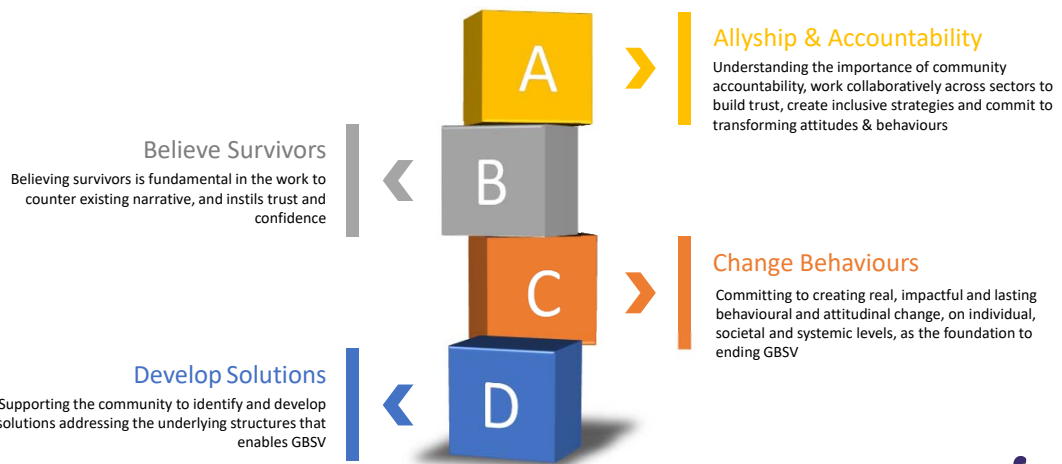 A
Allyship & Accountability
Understanding the importance of community
accountability, work collaboratively across sectors to
build trust, create inclusive strategies and commit to
transforming attitudes & behaviours
Believe Survivors
Believing survivors is fundamental in the work to
counter existing narrative, and instils trust and
confidence
B
C
Change Behaviours
Committing to creating real, impactful and lasting
behavioural and attitudinal change, on individual,
societal and systemic levels, as the foundation to
ending GBSV
Develop Solutions
Supporting the community to identify and develop
solutions addressing the underlying structures that
enables GBSV
D